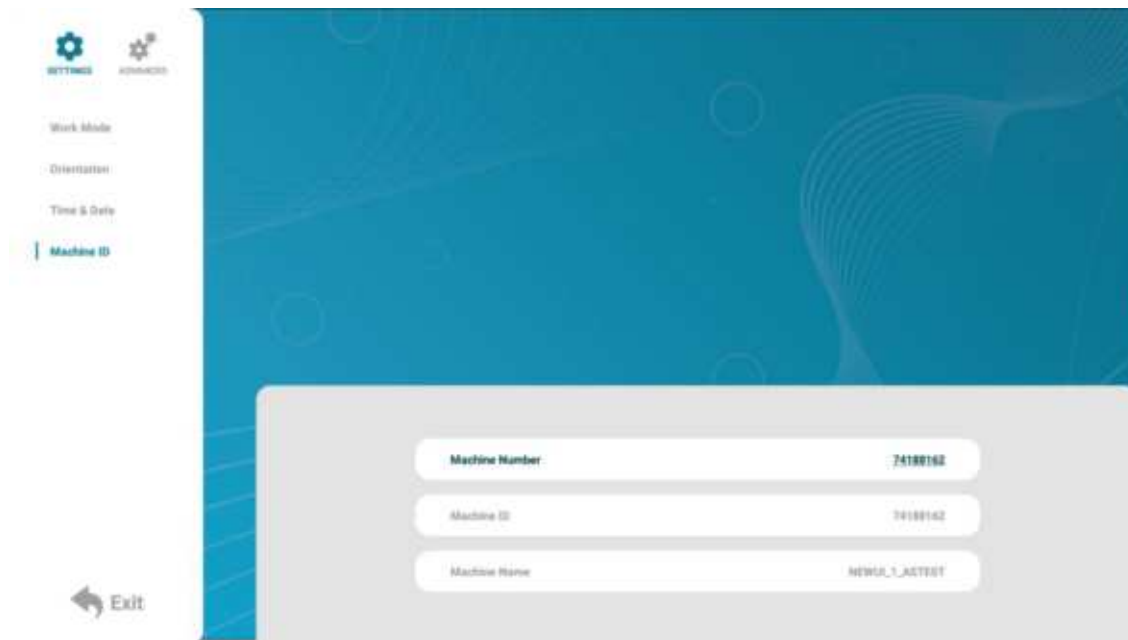 SETTINGS ADVANCED
Work Mode
Orientation
Time & Date
Machine ID
Machine Number 74188162
Machine ID 74188162
Machine Name NEWUI_1_ASTEST
Exit